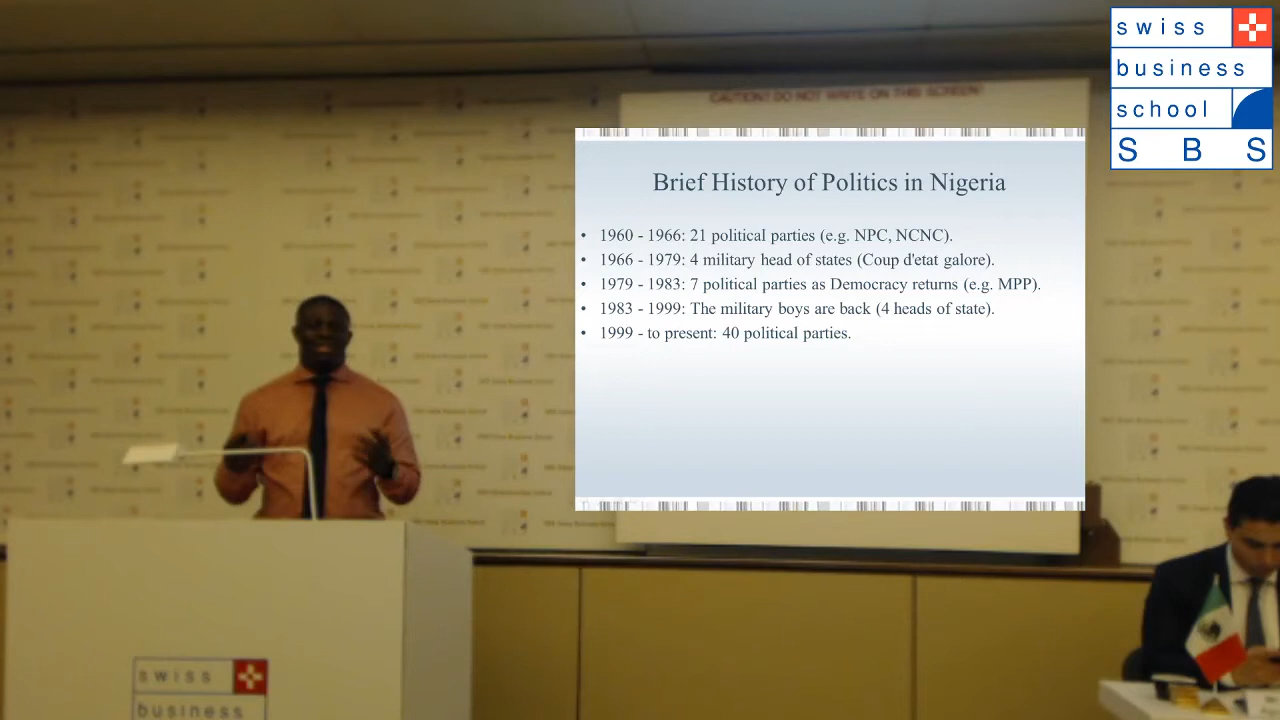 swiss
business
school
S B S
CAUTION! DO NOT WRITE ON THIS SCREEN!
Brief History of Politics in Nigeria
• 1960 - 1966: 21 political parties (e.g. NPC, NCNC).
• 1966 - 1979: 4 military head of states (Coup d'etat galore).
• 1979 - 1983: 7 political parties as Democracy returns (e.g. MPP).
• 1983 - 1999: The military boys are back (4 heads of state).
• 1999 - to present: 40 political parties.
swiss
business